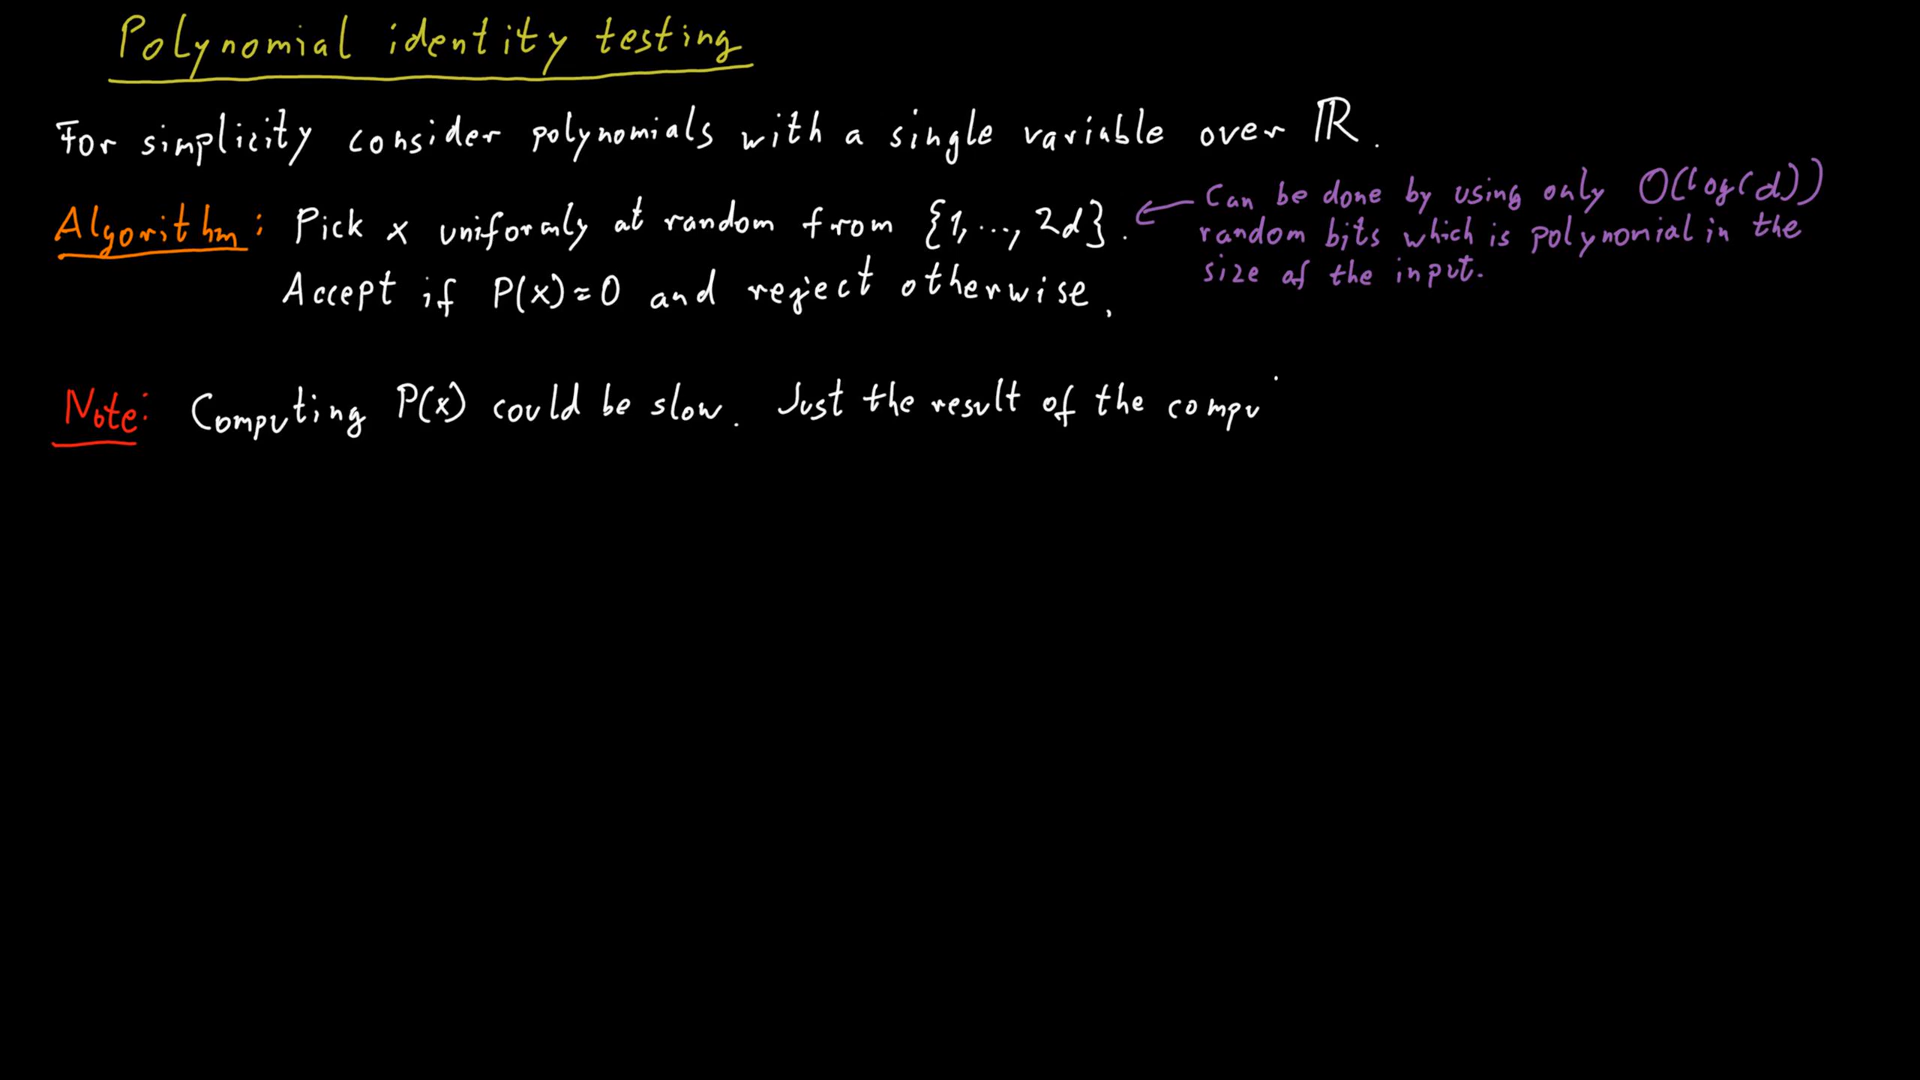 Polynomial identity testing
For simplicity consider polynomials with a single variable over ℝ.
Algorithm: Pick x uniformly at random from {1, ..., 2d}.
Accept if P(x)=0 and reject otherwise.
Can be done by using only O(log(d))
random bits which is polynomial in the
size of the input.
Note: Computing P(x) could be slow. Just the result of the compu